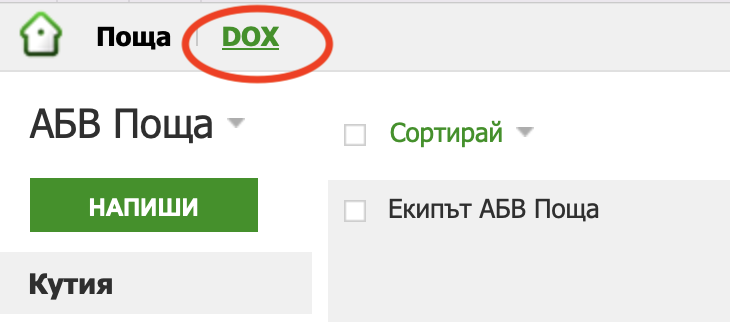 Поща DOX
АБВ Поща
Сортирай
НАПИШИ
Екипът АБВ Поща
Кутия